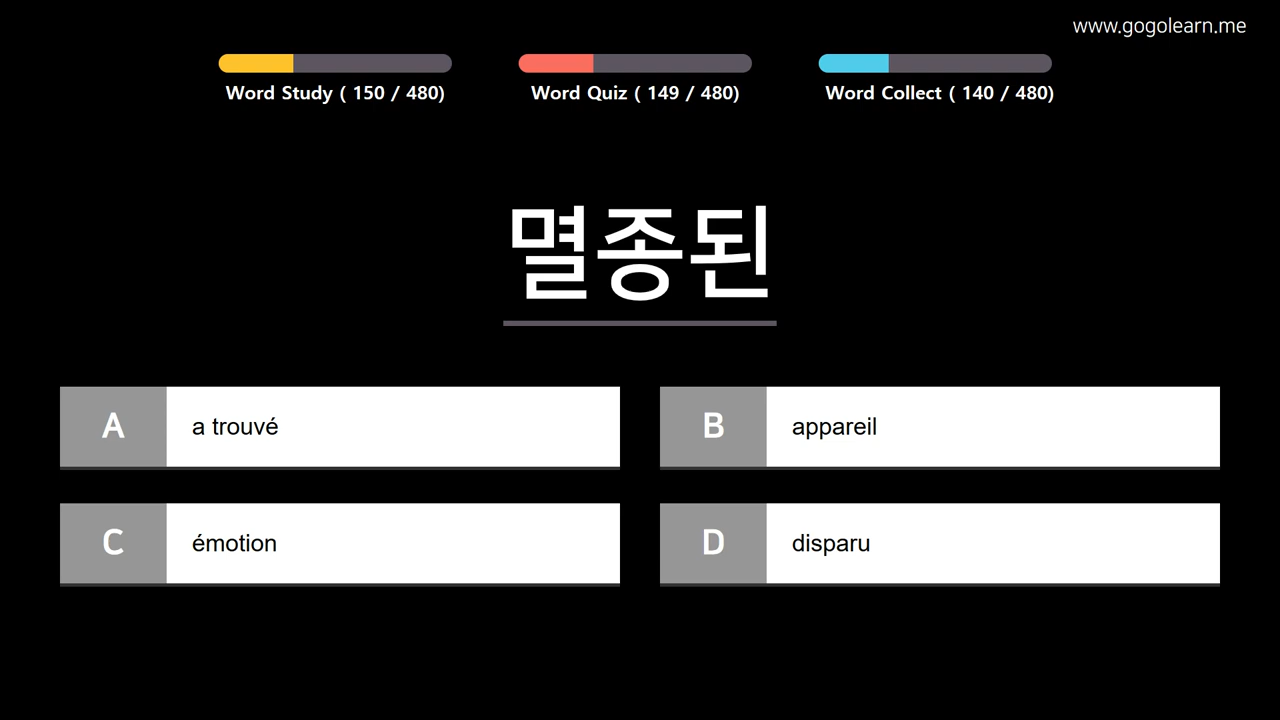 www.gogolearn.me
Word Study ( 150 / 480)
Word Quiz ( 149 / 480)
Word Collect ( 140 / 480)
멸종된
A a trouvé
B appareil
C émotion
D disparu